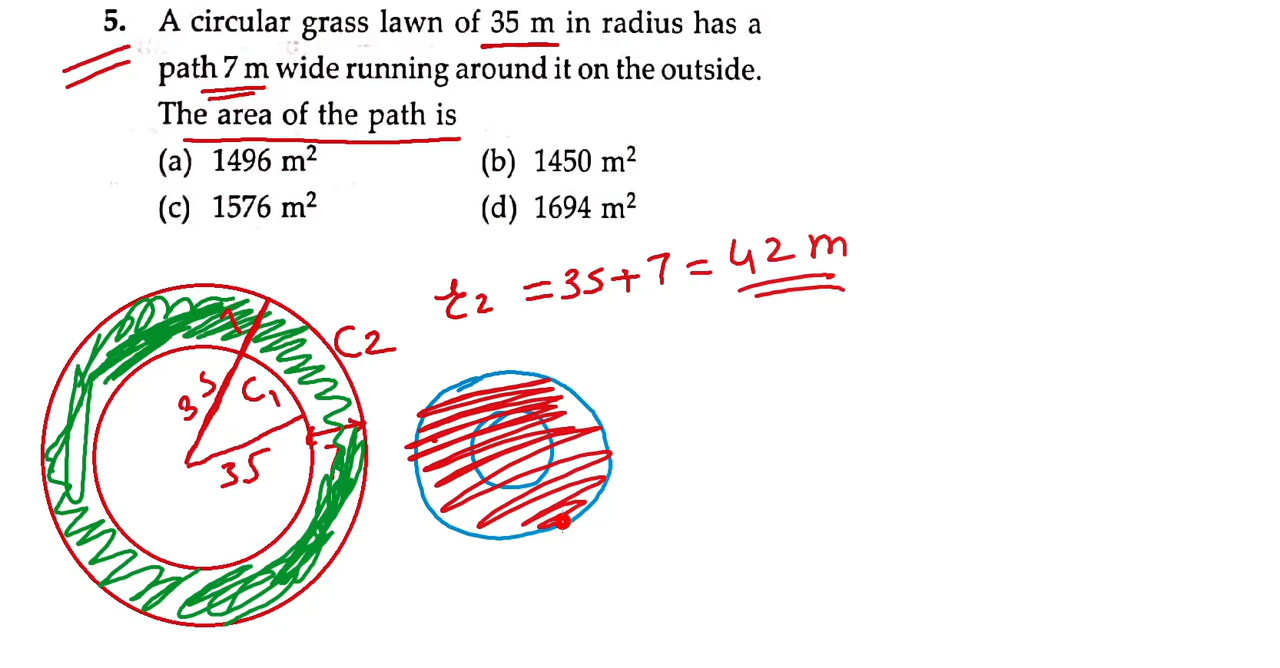 5. A circular grass lawn of 35 m in radius has a
path 7 m wide running around it on the outside.
The area of the path is
(a) 1496 m² (b) 1450 m²
(c) 1576 m² (d) 1694 m²
r2 = 35+7 = 42 m
C2
7
35
C1
7
35